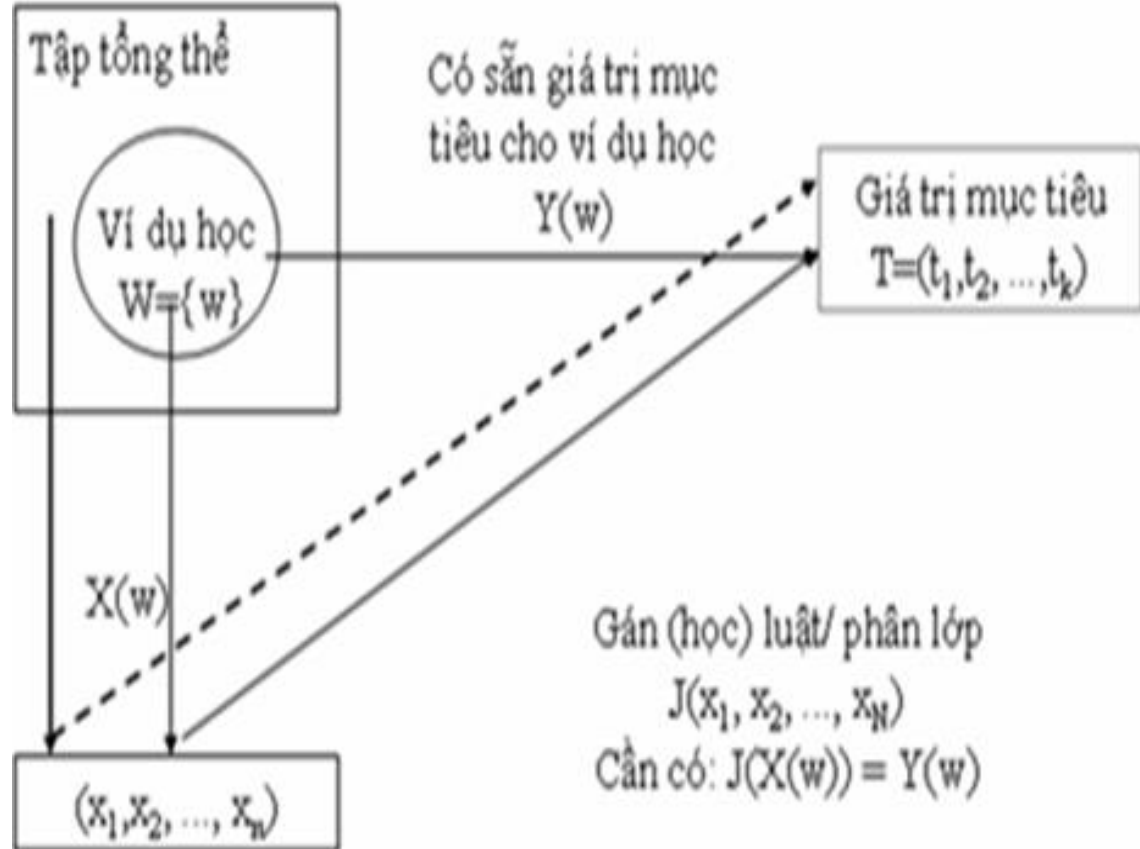 Tập tổng thể
Có sẵn giá trị mục
tiêu cho ví dụ học
Y(w)
Ví dụ học
W={w}
Giá trị mục tiêu
T=(t₁,t₂, ...,tₖ)
X(w)
Gán (học) luật/ phân lớp
J(x₁, x₂, ..., x_N)
Cần có: J(X(w)) = Y(w)
(x₁,x₂, ..., xₙ)